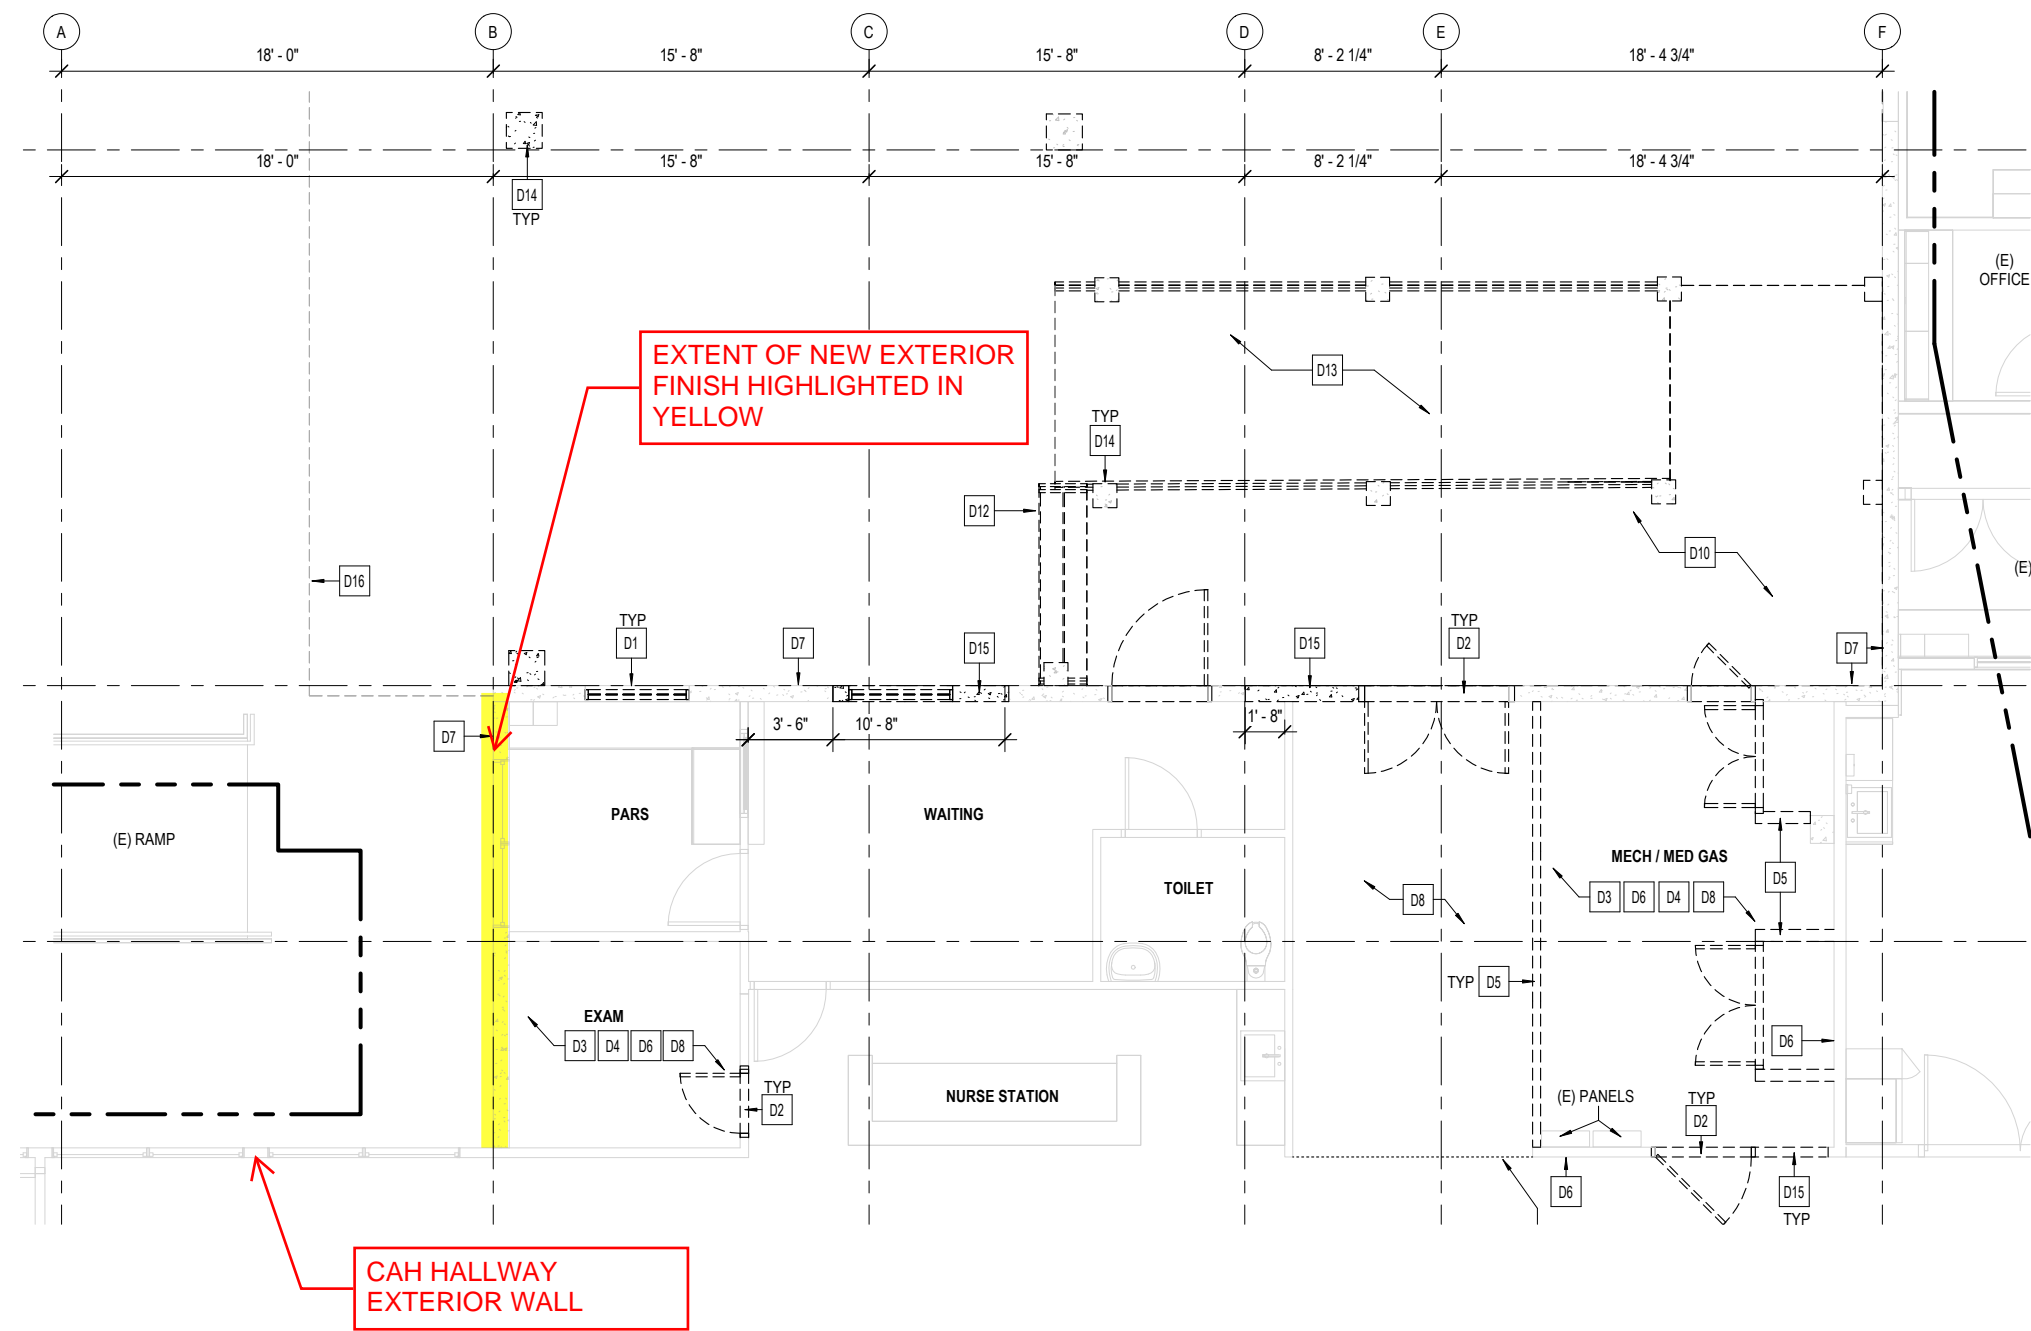 A
B
C
D
E
F
18' - 0"
15' - 8"
15' - 8"
8' - 2 1/4"
18' - 4 3/4"
18' - 0"
15' - 8"
15' - 8"
8' - 2 1/4"
18' - 4 3/4"
D14
TYP
(E)
OFFICE
EXTENT OF NEW EXTERIOR
FINISH HIGHLIGHTED IN
YELLOW
D13
TYP
D14
D12
D10
D16
(E)
TYP
D1
D7
D15
D15
TYP
D2
D7
D7
3' - 6"
10' - 8"
1' - 8"
PARS
WAITING
(E) RAMP
MECH / MED GAS
D3
D6
D4
D8
D5
TOILET
D8
TYP
D5
EXAM
D3
D4
D6
D8
D6
TYP
D2
NURSE STATION
(E) PANELS
TYP
D2
D6
D15
TYP
CAH HALLWAY
EXTERIOR WALL